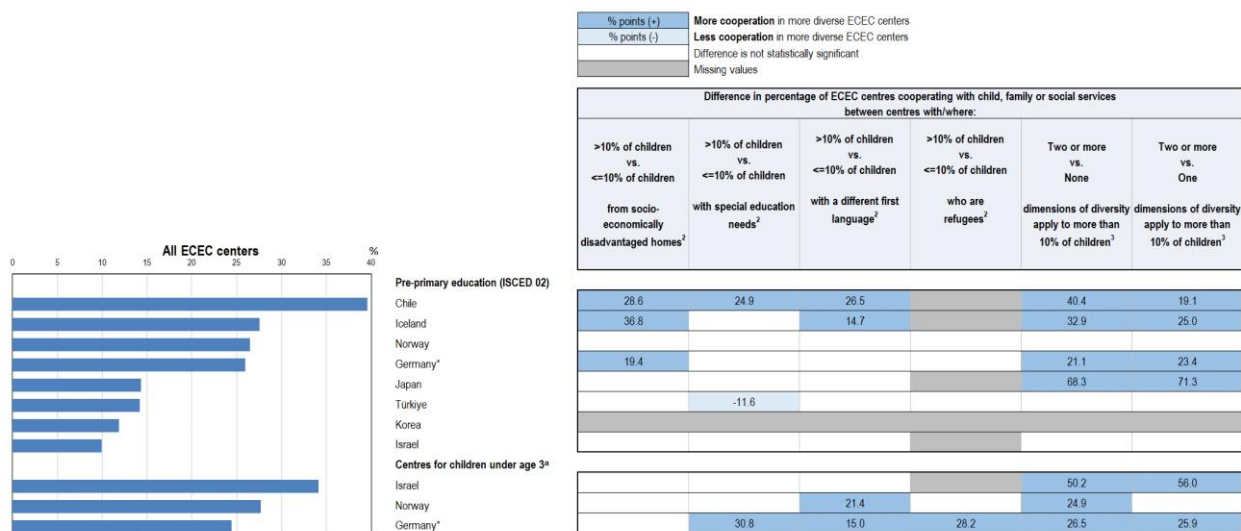 % points (+) More cooperation in more diverse ECEC centers
% points (-) Less cooperation in more diverse ECEC centers
Difference is not statistically significant
Missing values
Difference in percentage of ECEC centres cooperating with child, family or social services
between centres with/where:
>10% of children
vs.
<=10% of children
from socio-
economically
disadvantaged homes²
>10% of children
vs.
<=10% of children
with special education
needs²
>10% of children
vs.
<=10% of children
with a different first
language²
>10% of children
vs.
<=10% of children
who are
refugees²
Two or more
vs.
None
dimensions of diversity
apply to more than
10% of children³
Two or more
vs.
One
dimensions of diversity
apply to more than
10% of children³
All ECEC centers %
0 5 10 15 20 25 30 35 40
Pre-primary education (ISCED 02)
Chile 28.6 24.9 26.5 40.4 19.1
Iceland 36.8 14.7 32.9 25.0
Norway
Germany* 19.4 21.1 23.4
Japan 68.3 71.3
Türkiye -11.6
Korea
Israel
Centres for children under age 3ª
Israel 50.2 56.0
Norway 21.4 24.9
Germany* 30.8 15.0 28.2 26.5 25.9